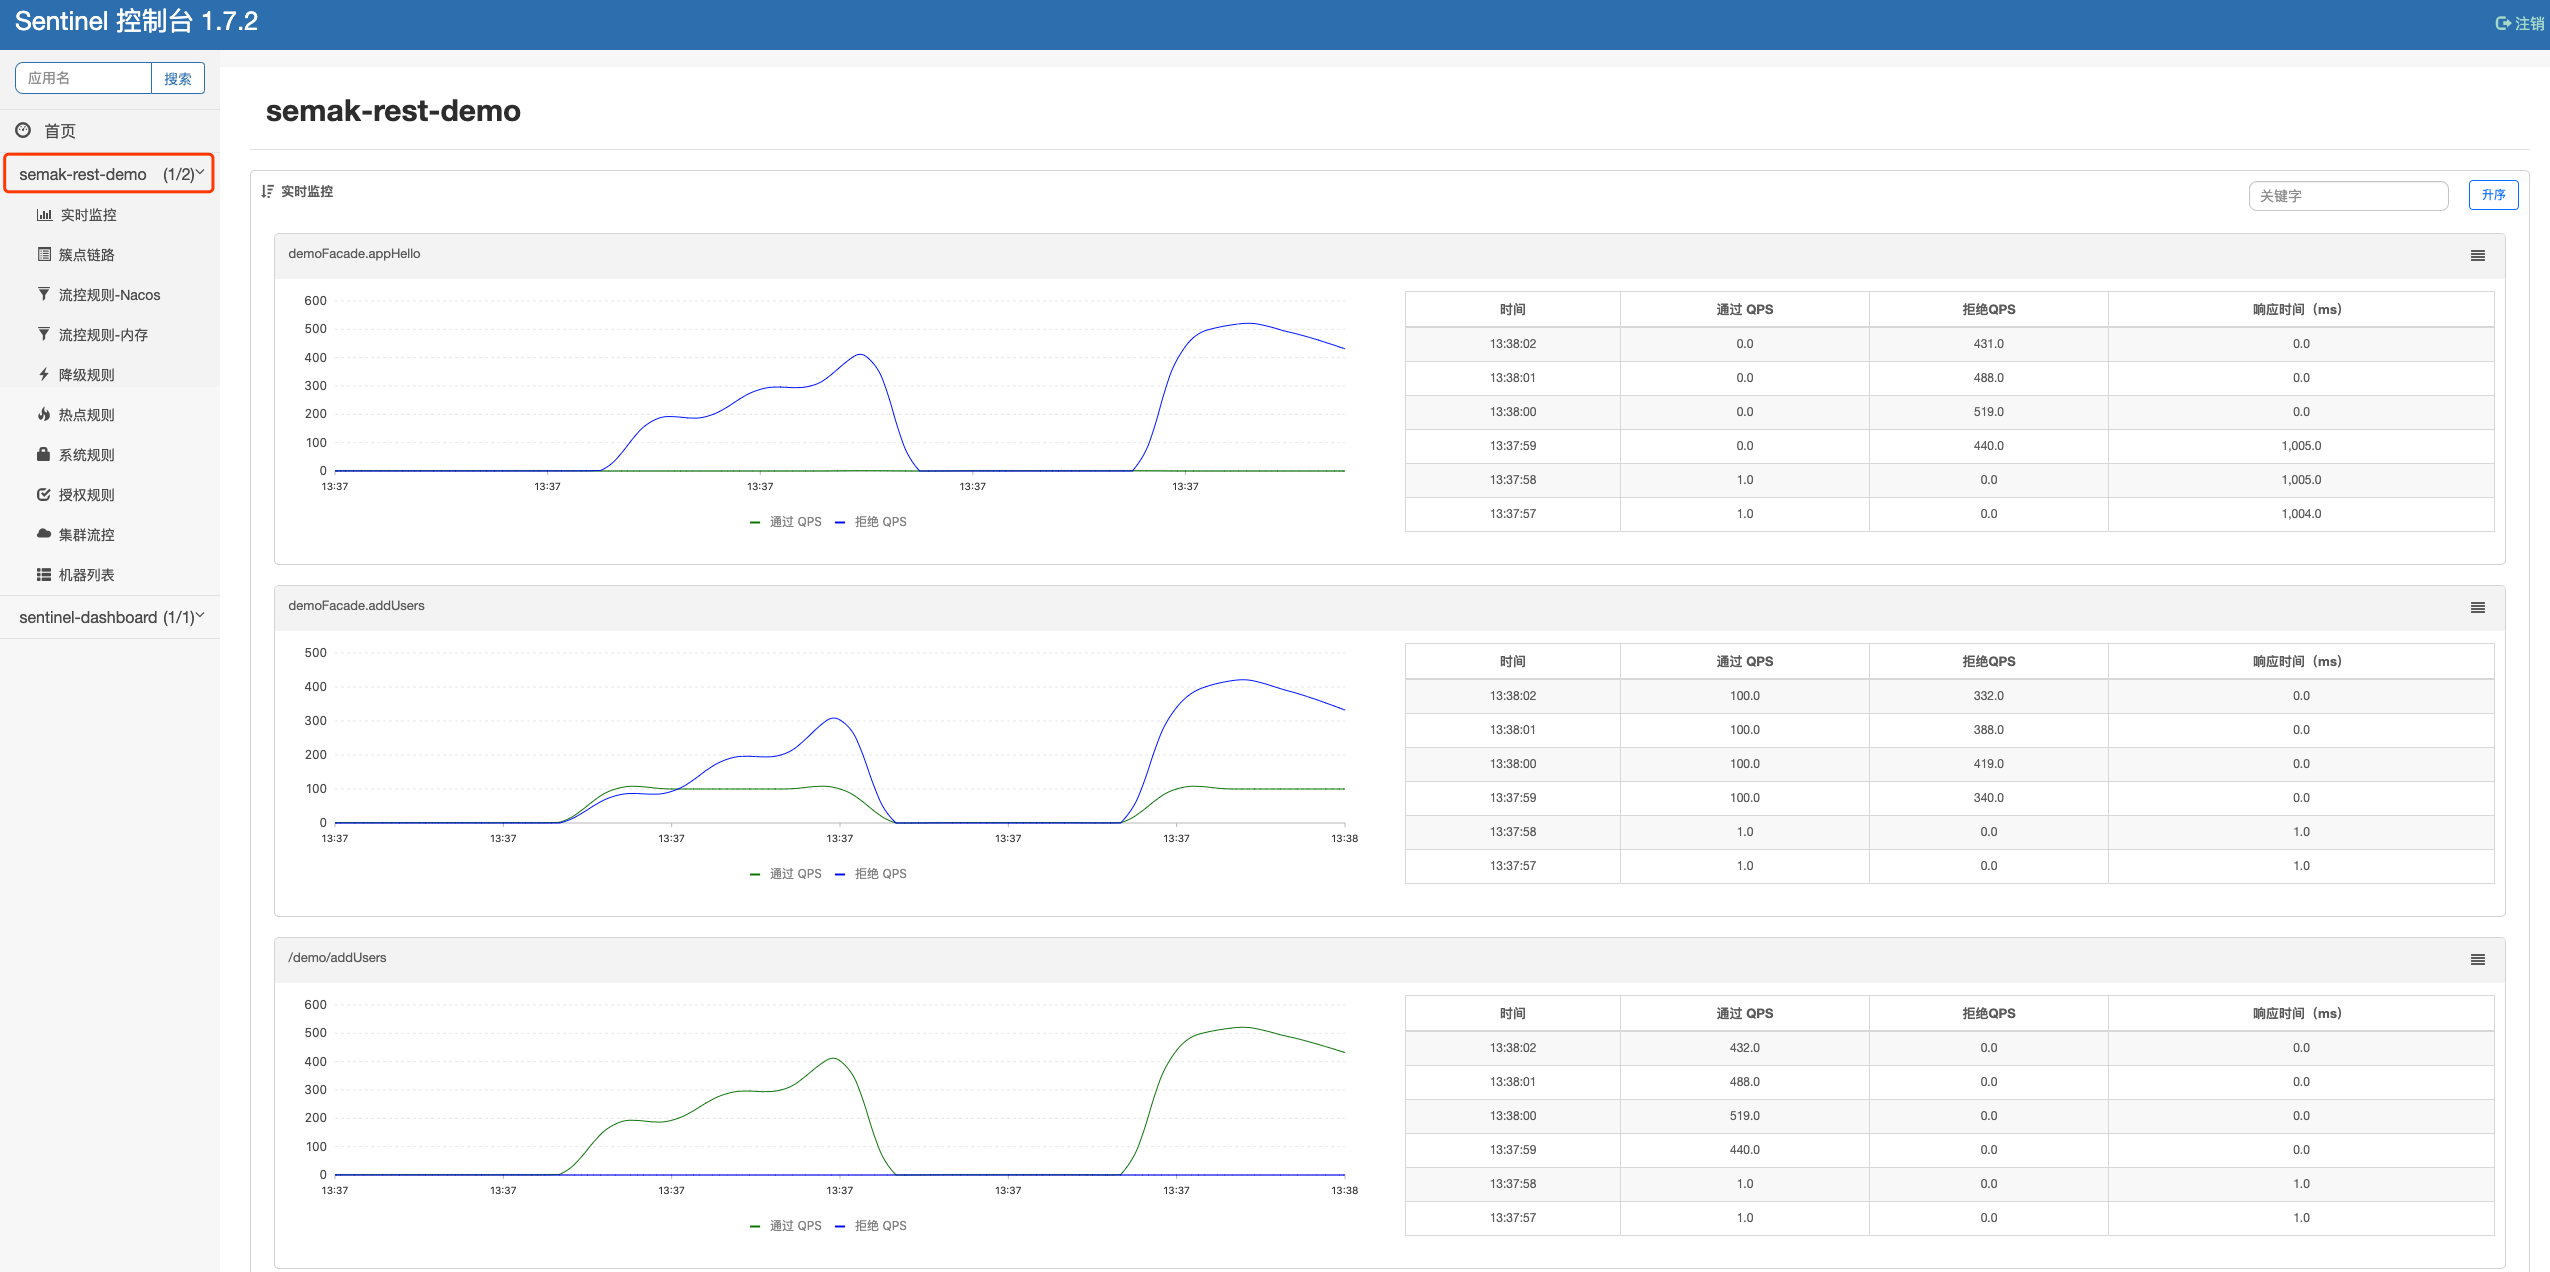 Sentinel 控制台 1.7.2
注销
应用名 搜索
首页
semak-rest-demo (1/2)
实时监控
簇点链路
流控规则-Nacos
流控规则-内存
降级规则
热点规则
系统规则
授权规则
集群流控
机器列表
sentinel-dashboard (1/1)
semak-rest-demo
实时监控
关键字 升序
demoFacade.appHello
600
500
400
300
200
100
0
13:37 13:37 13:37 13:37 13:37
通过 QPS 拒绝 QPS
时间 通过 QPS 拒绝QPS 响应时间（ms）
13:38:02 0.0 431.0 0.0
13:38:01 0.0 488.0 0.0
13:38:00 0.0 519.0 0.0
13:37:59 0.0 440.0 1,005.0
13:37:58 1.0 0.0 1,005.0
13:37:57 1.0 0.0 1,004.0
demoFacade.addUsers
500
400
300
200
100
0
13:37 13:37 13:37 13:37 13:37 13:37 13:38
通过 QPS 拒绝 QPS
时间 通过 QPS 拒绝QPS 响应时间（ms）
13:38:02 100.0 332.0 0.0
13:38:01 100.0 388.0 0.0
13:38:00 100.0 419.0 0.0
13:37:59 100.0 340.0 0.0
13:37:58 1.0 0.0 1.0
13:37:57 1.0 0.0 1.0
/demo/addUsers
600
500
400
300
200
100
0
13:37 13:37 13:37 13:37 13:37 13:37 13:38
通过 QPS 拒绝 QPS
时间 通过 QPS 拒绝QPS 响应时间（ms）
13:38:02 432.0 0.0 0.0
13:38:01 488.0 0.0 0.0
13:38:00 519.0 0.0 0.0
13:37:59 440.0 0.0 0.0
13:37:58 1.0 0.0 1.0
13:37:57 1.0 0.0 1.0